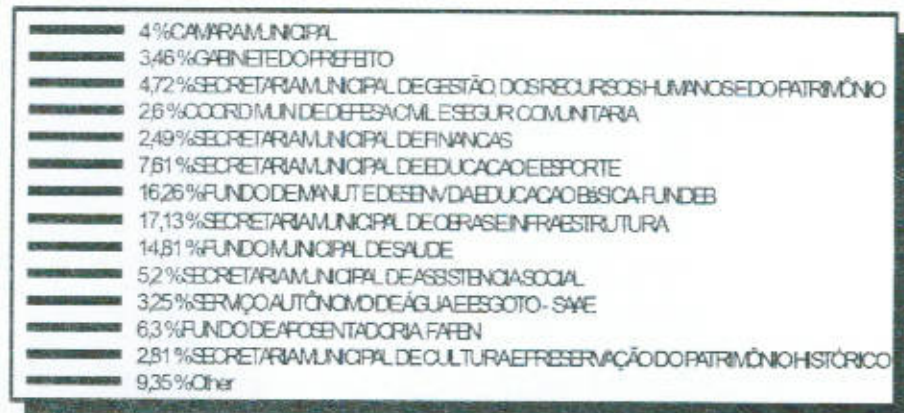 4 %CAMARA MUNICIPAL
3,46 %GABINETE DO PREFEITO
4,72 %SECRETARIA MUNICIPAL DE GESTÃO, DOS RECURSOS HUMANOS E DO PATRIMÔNIO
2,6 %COORD MUN DE DEFESA CIVIL E SEGUR COMUNITARIA
2,49 %SECRETARIA MUNICIPAL DE FINANCAS
7,61 %SECRETARIA MUNICIPAL DE EDUCACAO E ESPORTE
16,26 %FUNDO DE MANUT E DESENV DA EDUCACAO BáSICA-FUNDEB
17,13 %SECRETARIA MUNICIPAL DE OBRAS E INFRAESTRUTURA
14,81 %FUNDO MUNICIPAL DE SAUDE
5,2 %SECRETARIA MUNICIPAL DE ASSISTENCIA SOCIAL
3,25 %SERVIÇO AUTÔNOMO DE ÁGUA E ESGOTO - SAAE
6,3 %FUNDO DE APOSENTADORIA FAPEN
2,81 %SECRETARIA MUNICIPAL DE CULTURA E PRESERVAÇÃO DO PATRIMÔNIO HISTÓRICO
9,35 %Other